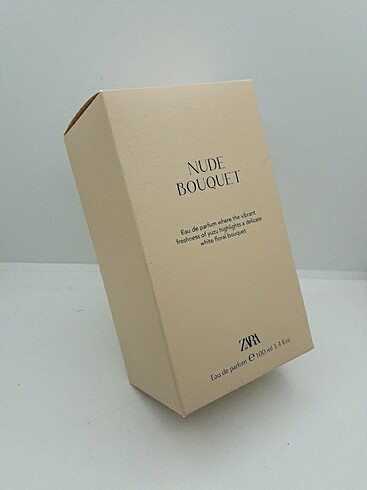 NUDE
BOUQUET
Eau de parfum where the vibrant
freshness of yuzu highlights a delicate
white floral bouquet
ZARA
Eau de parfum ℮ 100 ml 3.4 fl.oz